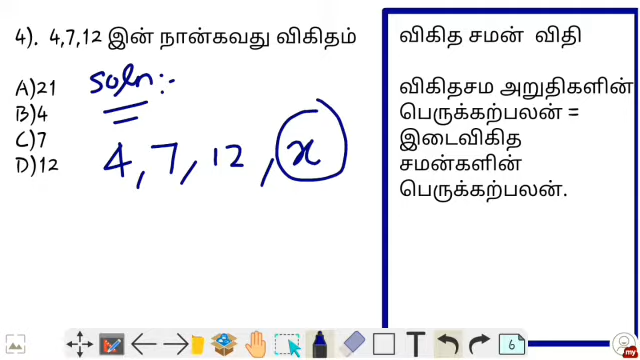 4). 4,7,12 இன் நான்கவது விகிதம்
A)21
B)4
C)7
D)12
soln:-
4, 7, 12, x
விகித சமன் விதி
விகிதசம அறுதிகளின்
பெருக்கற்பலன் =
இடைவிகித
சமன்களின்
பெருக்கற்பலன்.
T
6
my